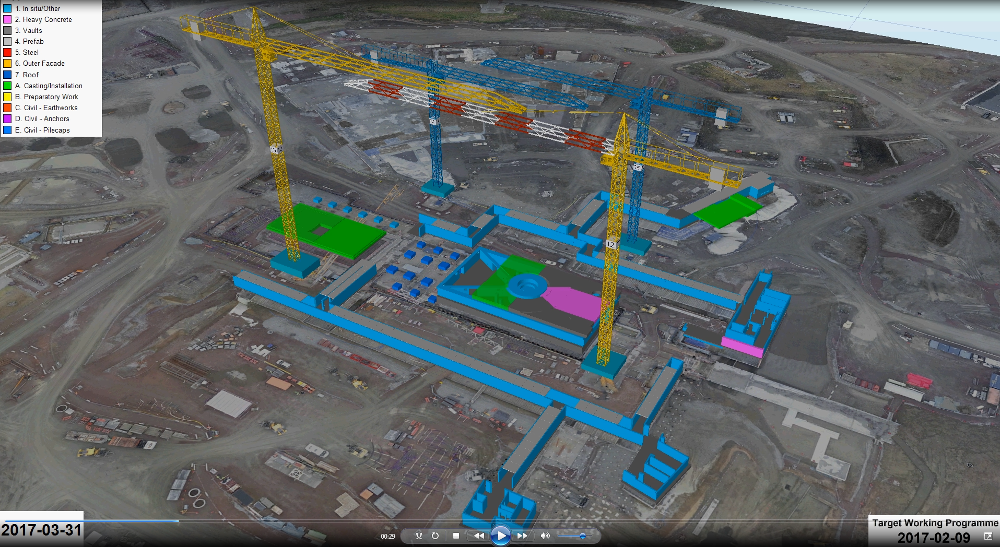 1. In situ/Other
2. Heavy Concrete
3. Vaults
4. Prefab
5. Steel
6. Outer Facade
7. Roof
A. Casting/Installation
B. Preparatory Work
C. Civil - Earthworks
D. Civil - Anchors
E. Civil - Pilecaps
12
2017-03-31
00:29
Target Working Programme
2017-02-09